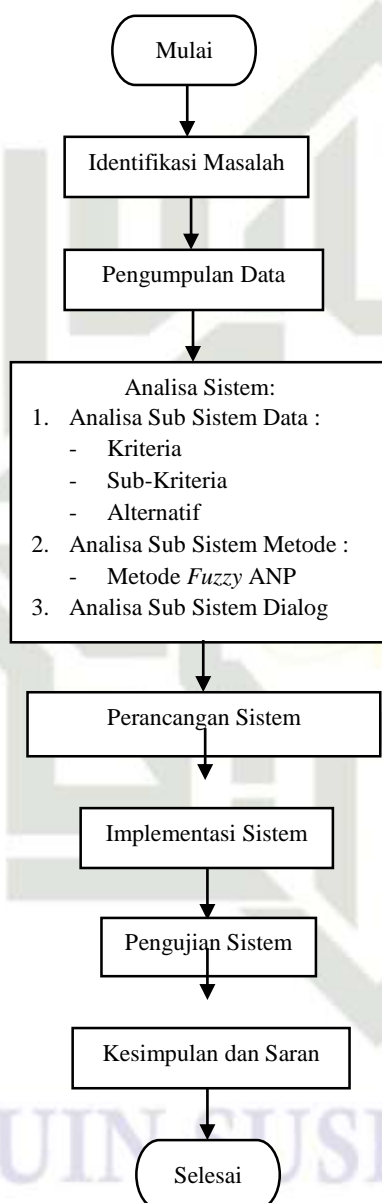 Mulai
Identifikasi Masalah
Pengumpulan Data
Analisa Sistem:
1. Analisa Sub Sistem Data :
- Kriteria
- Sub-Kriteria
- Alternatif
2. Analisa Sub Sistem Metode :
- Metode Fuzzy ANP
3. Analisa Sub Sistem Dialog
Perancangan Sistem
Implementasi Sistem
Pengujian Sistem
Kesimpulan dan Saran
UIN SUS
Selesai